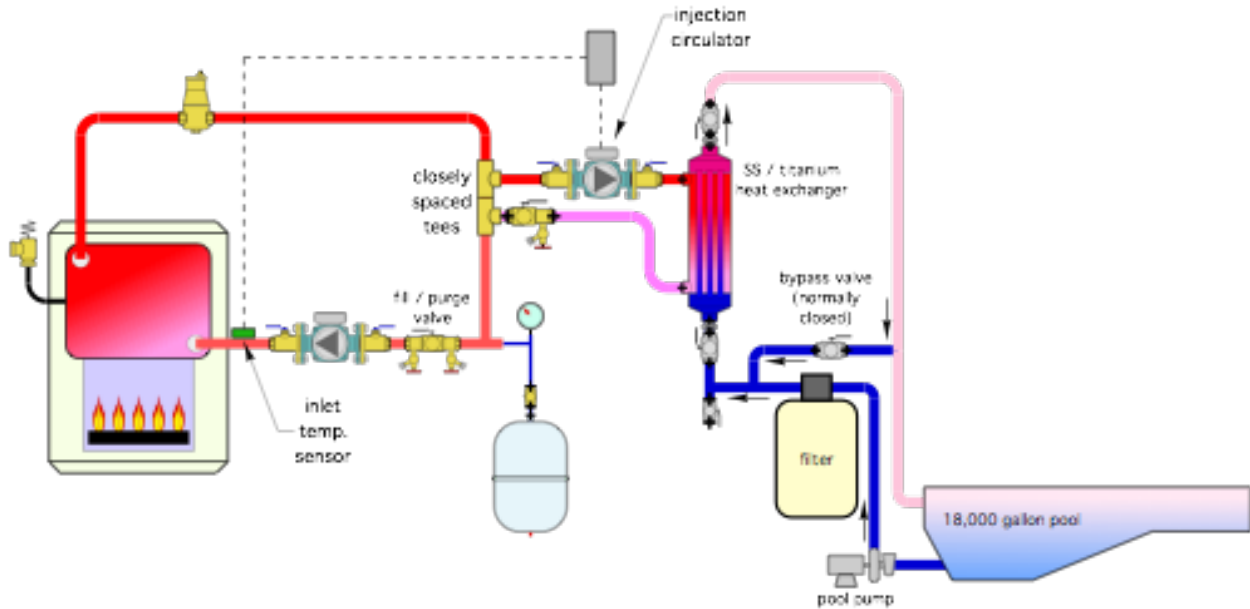 injection
circulator
closely
spaced
tees
SS / titanium
heat exchanger
fill / purge
valve
bypass valve
(normally
closed)
inlet
temp.
sensor
filter
18,000 gallon pool
pool pump